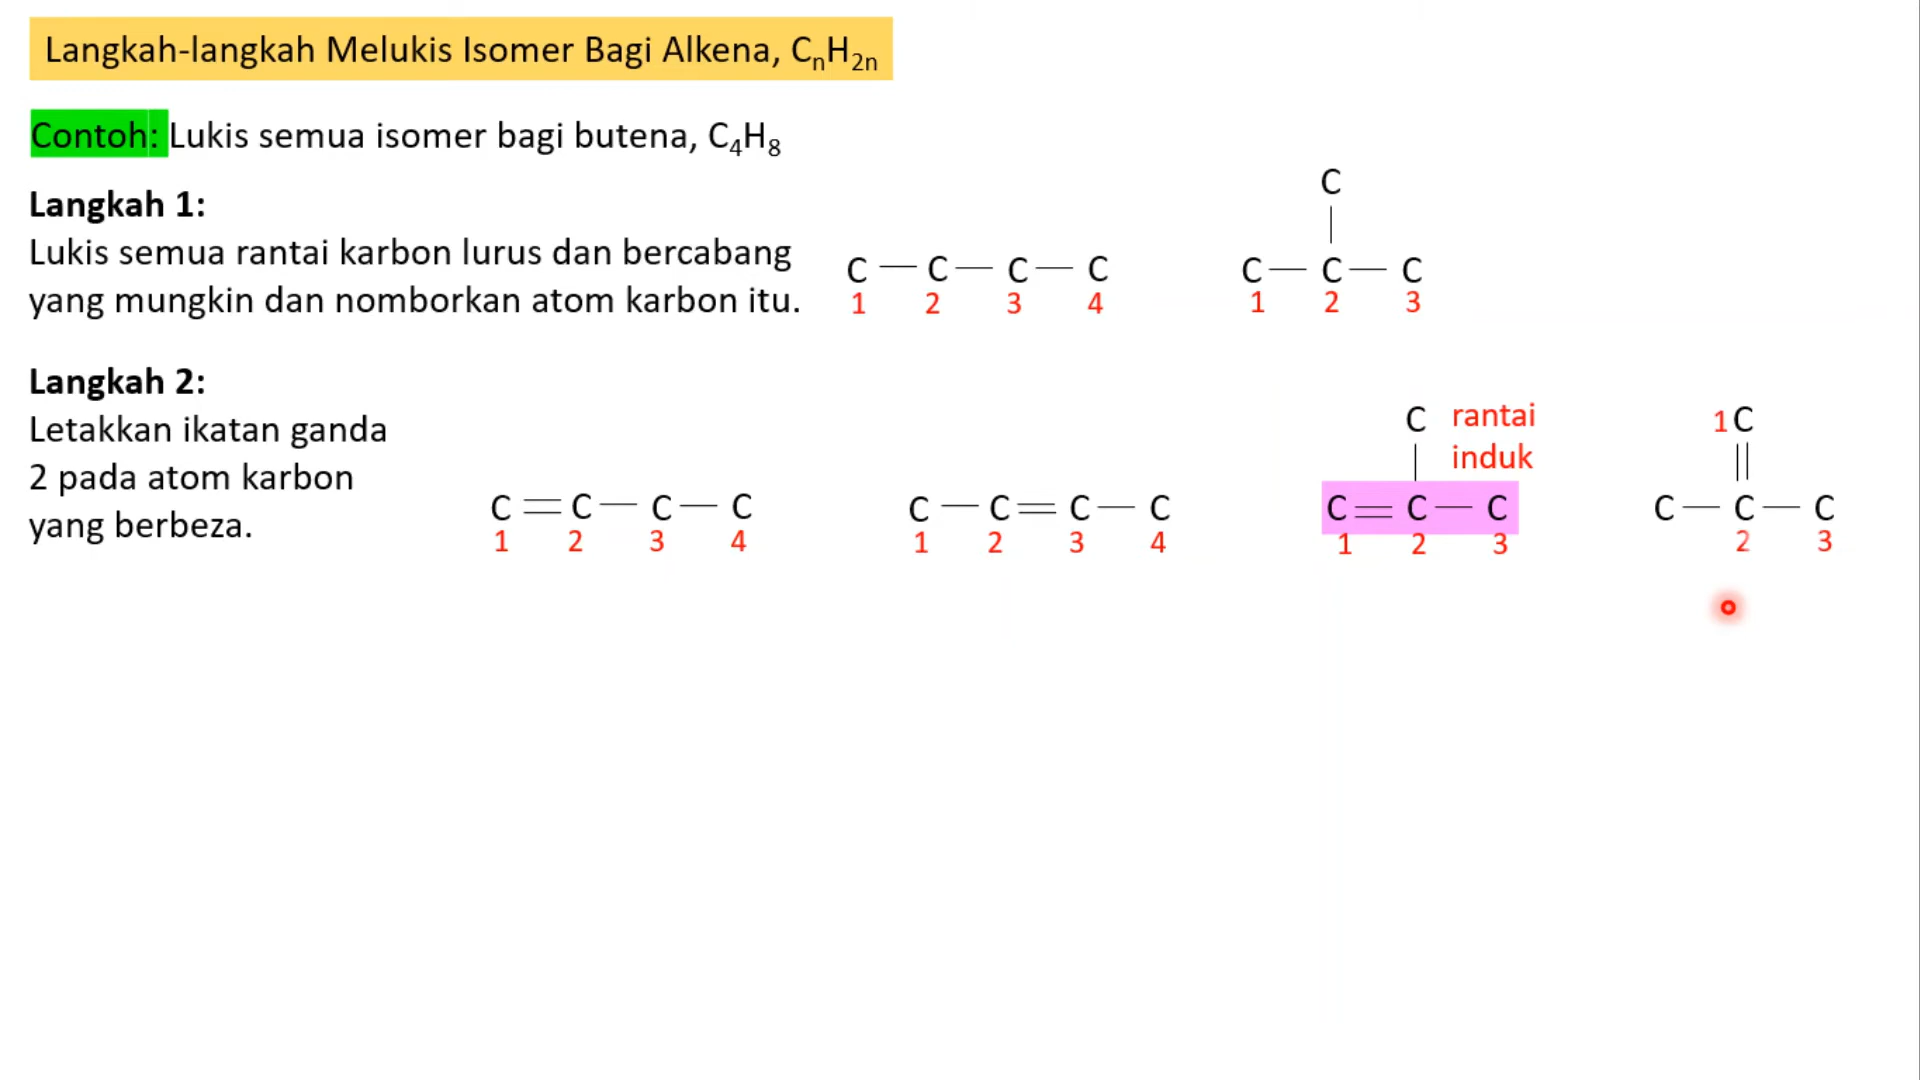 Langkah-langkah Melukis Isomer Bagi Alkena, CₙH₂ₙ
Contoh: Lukis semua isomer bagi butena, C₄H₈
Langkah 1:
Lukis semua rantai karbon lurus dan bercabang
yang mungkin dan nomborkan atom karbon itu.
C
C — C — C — C
1 2 3 4
C — C — C
1 2 3
Langkah 2:
Letakkan ikatan ganda
2 pada atom karbon
yang berbeza.
C = C — C — C
1 2 3 4
C — C = C — C
1 2 3 4
C rantai
induk
C = C — C
1 2 3
1 C
C — C — C
2 3